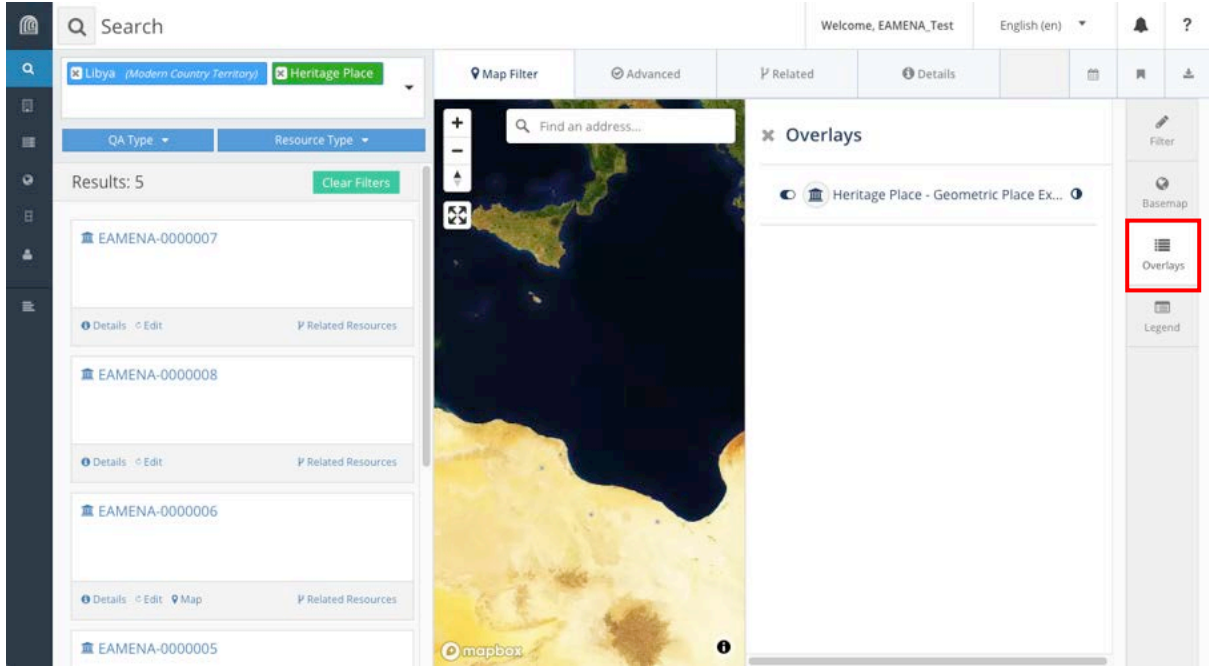 Search
Welcome, EAMENA_Test
English (en)
?
Libya (Modern Country Territory)
Heritage Place
Map Filter
Advanced
Related
Details
QA Type
Resource Type
Results: 5
Clear Filters
EAMENA-0000007
Details Edit
Related Resources
EAMENA-0000008
Details Edit
Related Resources
EAMENA-0000006
Details Edit Map
Related Resources
EAMENA-0000005
Find an address...
mapbox
Overlays
Heritage Place - Geometric Place Ex...
Filter
Basemap
Overlays
Legend